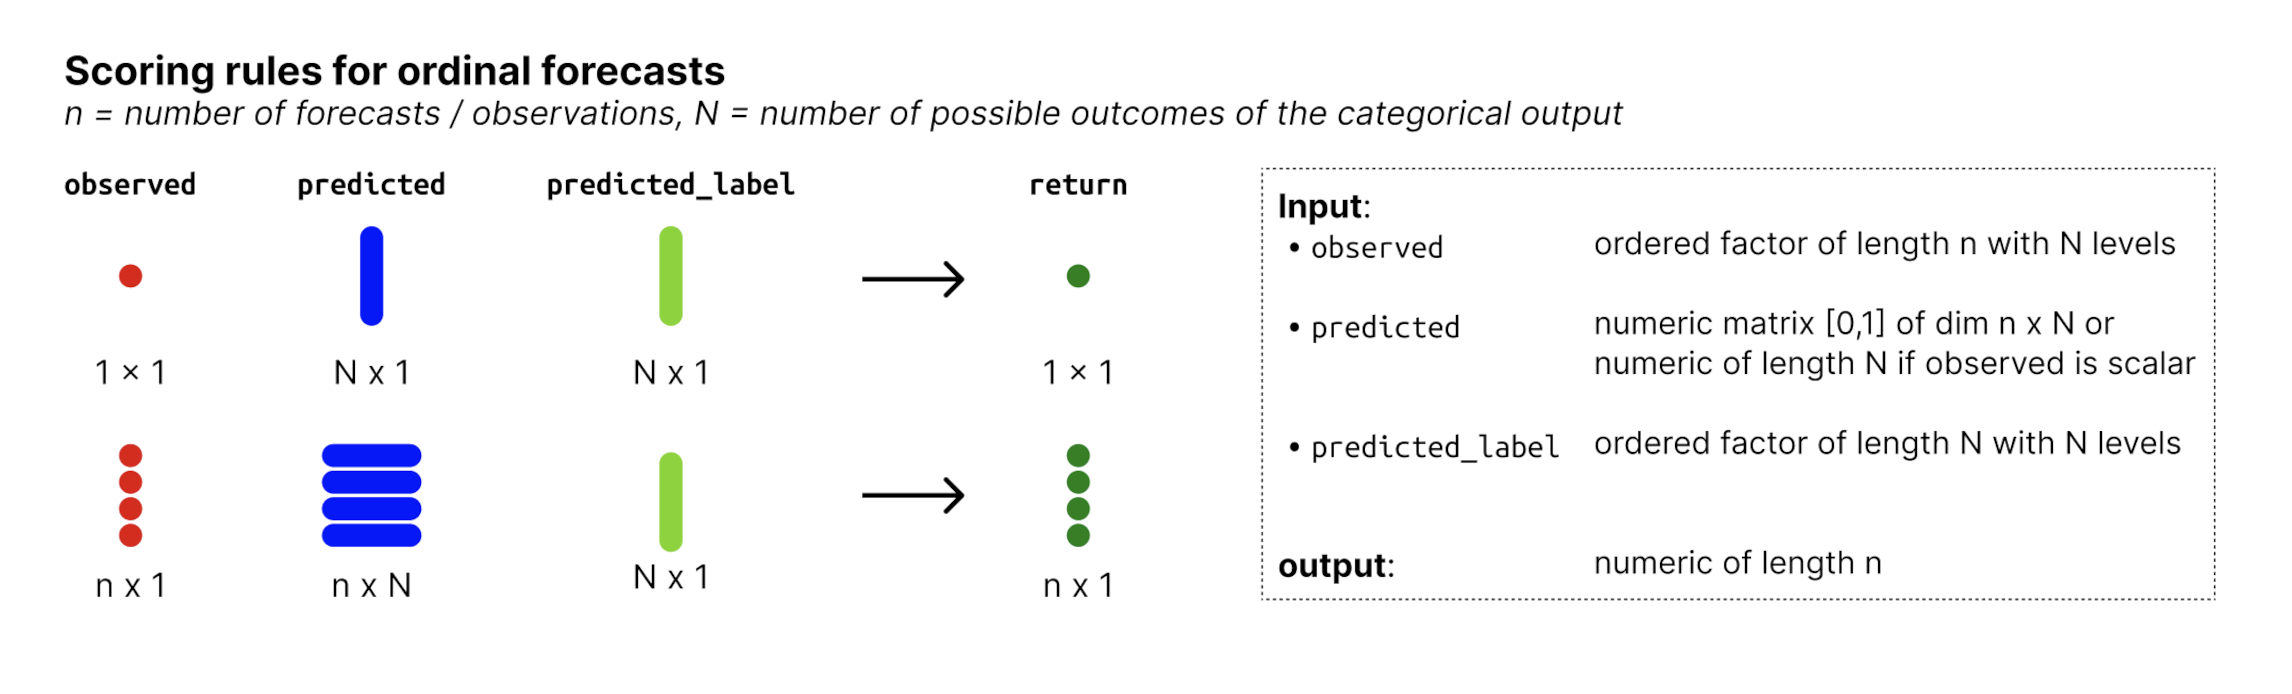 Scoring rules for ordinal forecasts
n = number of forecasts / observations, N = number of possible outcomes of the categorical output
observed predicted predicted_label return
1 × 1 N x 1 N x 1 1 × 1
n x 1 n x N N x 1 n x 1
Input:
• observed ordered factor of length n with N levels
• predicted numeric matrix [0,1] of dim n x N or
numeric of length N if observed is scalar
• predicted_label ordered factor of length N with N levels
output: numeric of length n